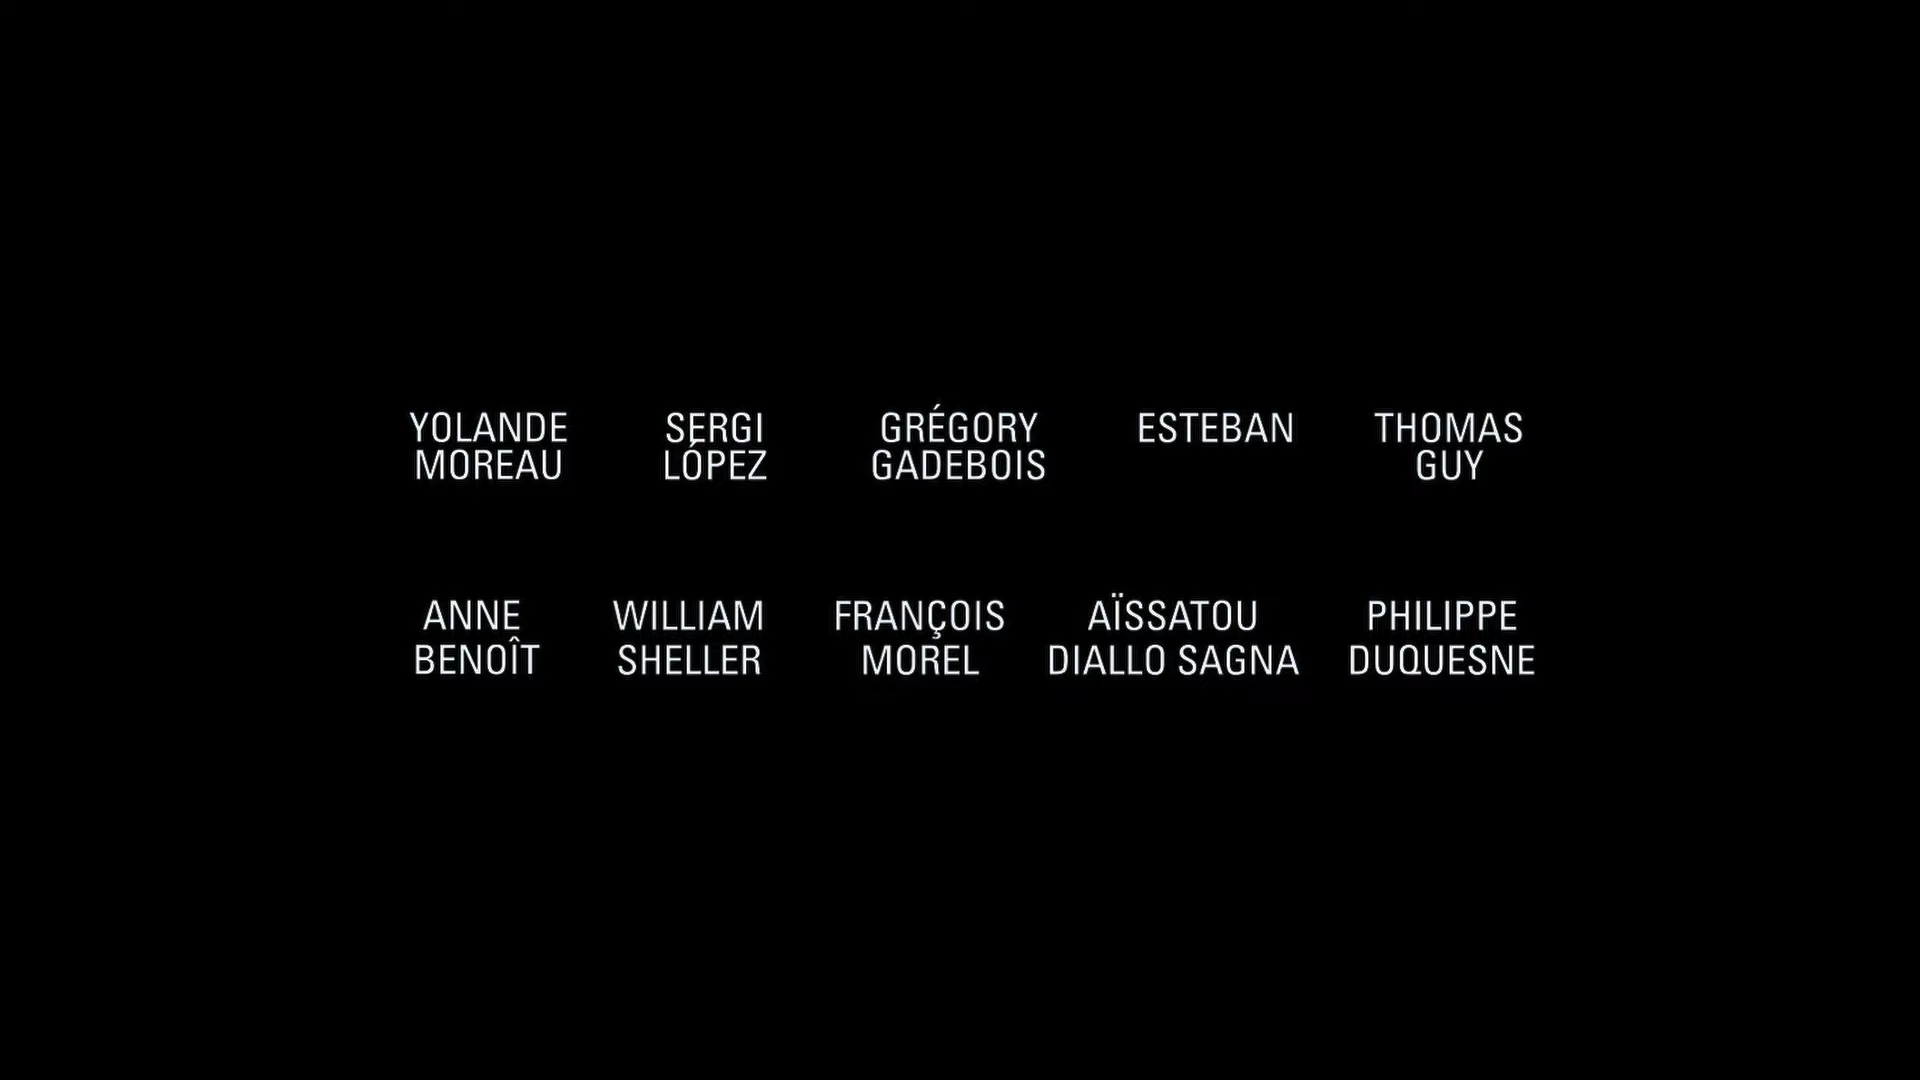 YOLANDE MOREAU
SERGI LÓPEZ
GRÉGORY GADEBOIS
ESTEBAN
THOMAS GUY
ANNE BENOÎT
WILLIAM SHELLER
FRANÇOIS MOREL
AÏSSATOU DIALLO SAGNA
PHILIPPE DUQUESNE